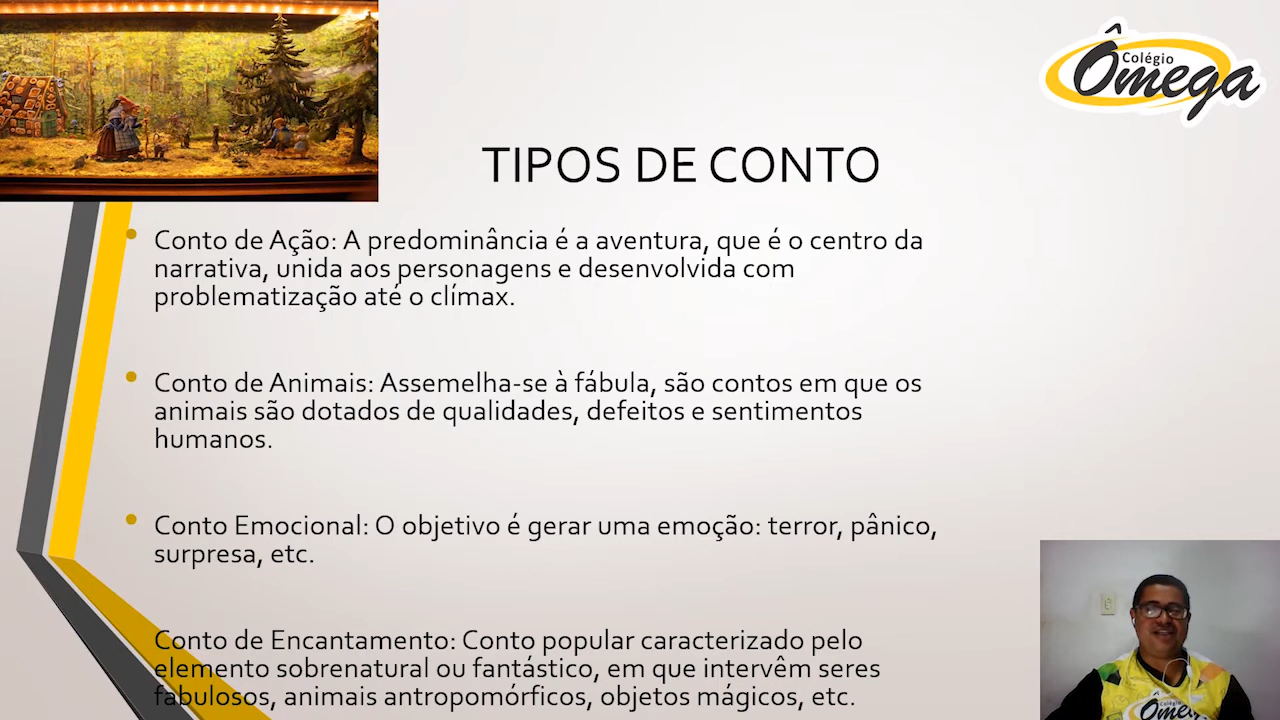 Colégio
Ômega
TIPOS DE CONTO
Conto de Ação: A predominância é a aventura, que é o centro da
narrativa, unida aos personagens e desenvolvida com
problematização até o clímax.
Conto de Animais: Assemelha-se à fábula, são contos em que os
animais são dotados de qualidades, defeitos e sentimentos
humanos.
Conto Emocional: O objetivo é gerar uma emoção: terror, pânico,
surpresa, etc.
Conto de Encantamento: Conto popular caracterizado pelo
elemento sobrenatural ou fantástico, em que intervêm seres
fabulosos, animais antropomórficos, objetos mágicos, etc.
Colégio
Ômega